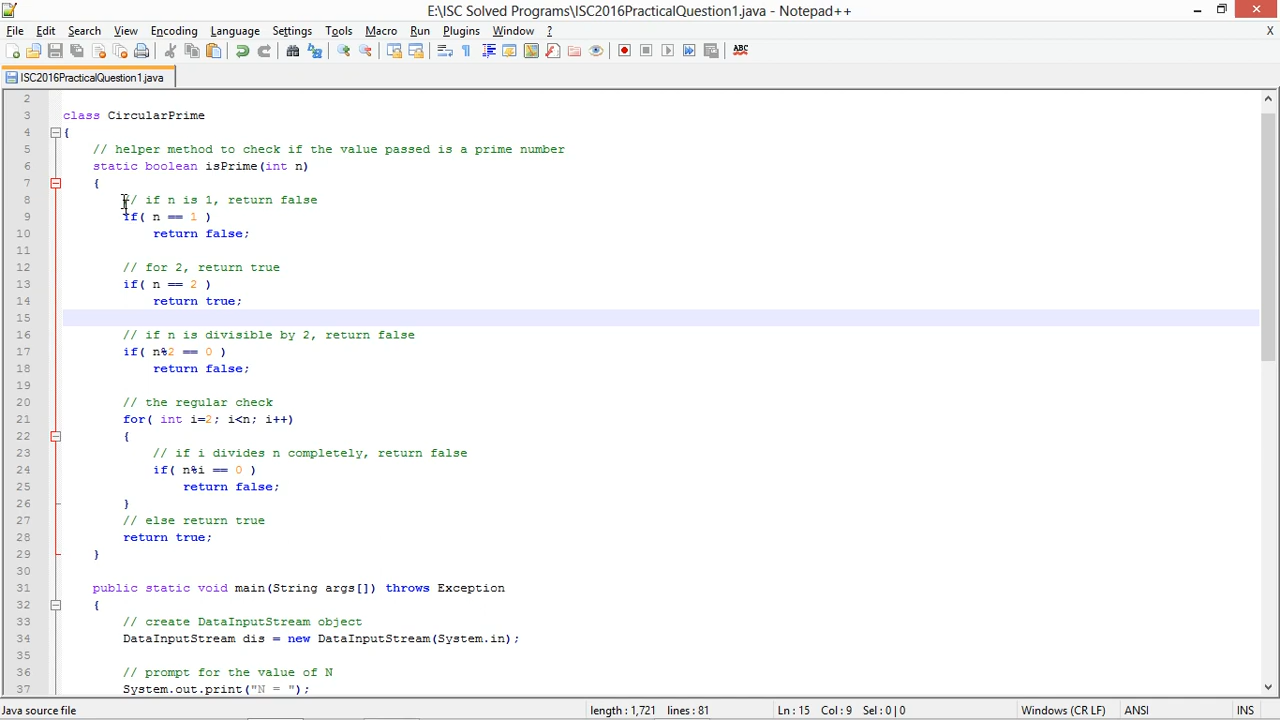 E:\ISC Solved Programs\ISC2016PracticalQuestion1.java - Notepad++
File Edit Search View Encoding Language Settings Tools Macro Run Plugins Window ? X
ABC
ISC2016PracticalQuestion1.java
2
3 class CircularPrime
4 {
5 // helper method to check if the value passed is a prime number
6 static boolean isPrime(int n)
7 {
8 // if n is 1, return false
9 if( n == 1 )
10 return false;
11
12 // for 2, return true
13 if( n == 2 )
14 return true;
15
16 // if n is divisible by 2, return false
17 if( n%2 == 0 )
18 return false;
19
20 // the regular check
21 for( int i=2; i<n; i++)
22 {
23 // if i divides n completely, return false
24 if( n%i == 0 )
25 return false;
26 }
27 // else return true
28 return true;
29 }
30
31 public static void main(String args[]) throws Exception
32 {
33 // create DataInputStream object
34 DataInputStream dis = new DataInputStream(System.in);
35
36 // prompt for the value of N
37 System.out.print("N = ");
Java source file length : 1,721 lines : 81 Ln : 15 Col : 9 Sel : 0 | 0 Windows (CR LF) ANSI INS